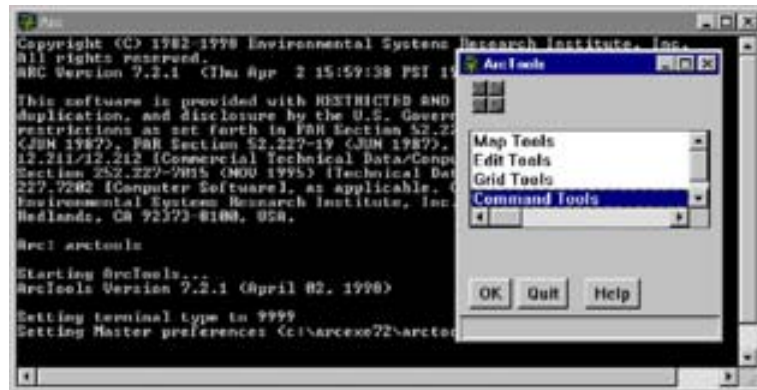 Arc
Copyright (C) 1982-1998 Environmental Systems Research Institute, Inc.
All rights reserved.
ARC Version 7.2.1 (Thu Apr 2 15:59:38 PST 19
This software is provided with RESTRICTED AND
duplication, and disclosure by the U.S. Gover
restrictions as set forth in FAR Section 52.22
(JUN 1987), FAR Section 52.227-19 (JUN 1987),
12.211/12.212 [Commercial Technical Data/Compu
Section 252.227-7015 (NOV 1995) [Technical Dat
227.7202 [Computer Software], as applicable.
Environmental Systems Research Institute, Inc.
Redlands, CA 92373-8100, USA.
Arc: arctools
Starting ArcTools...
ArcTools Version 7.2.1 (April 02, 1998)
Setting terminal type to 9999
Setting Master preferences (c:\arcexe72\arctoo
ArcTools
Map Tools
Edit Tools
Grid Tools
Command Tools
OK Quit Help